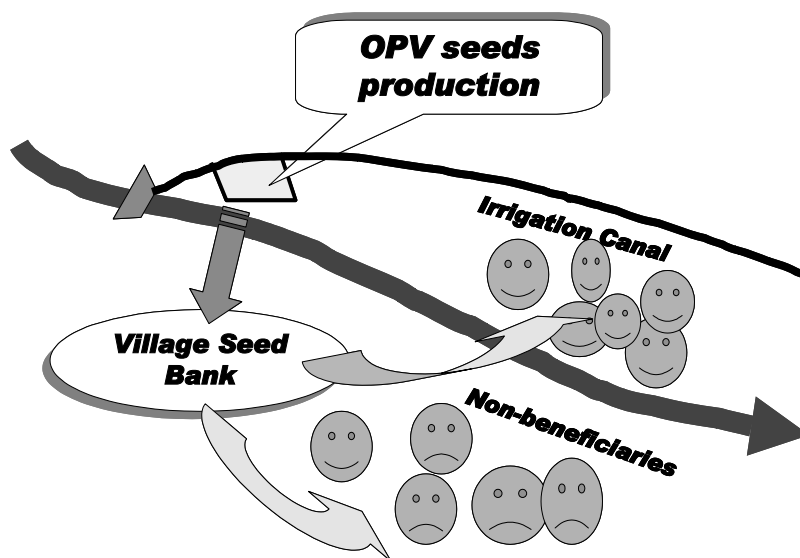 OPV seeds
production
Irrigation Canal
Village Seed
Bank
Non-beneficiaries